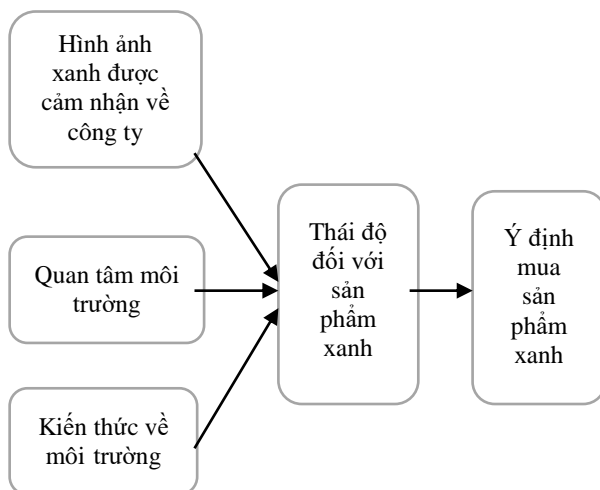 Hình ảnh
xanh được
cảm nhận về
công ty
Quan tâm môi
trường
Kiến thức về
môi trường
Thái độ
đối với
sản
phẩm
xanh
Ý định
mua
sản
phẩm
xanh